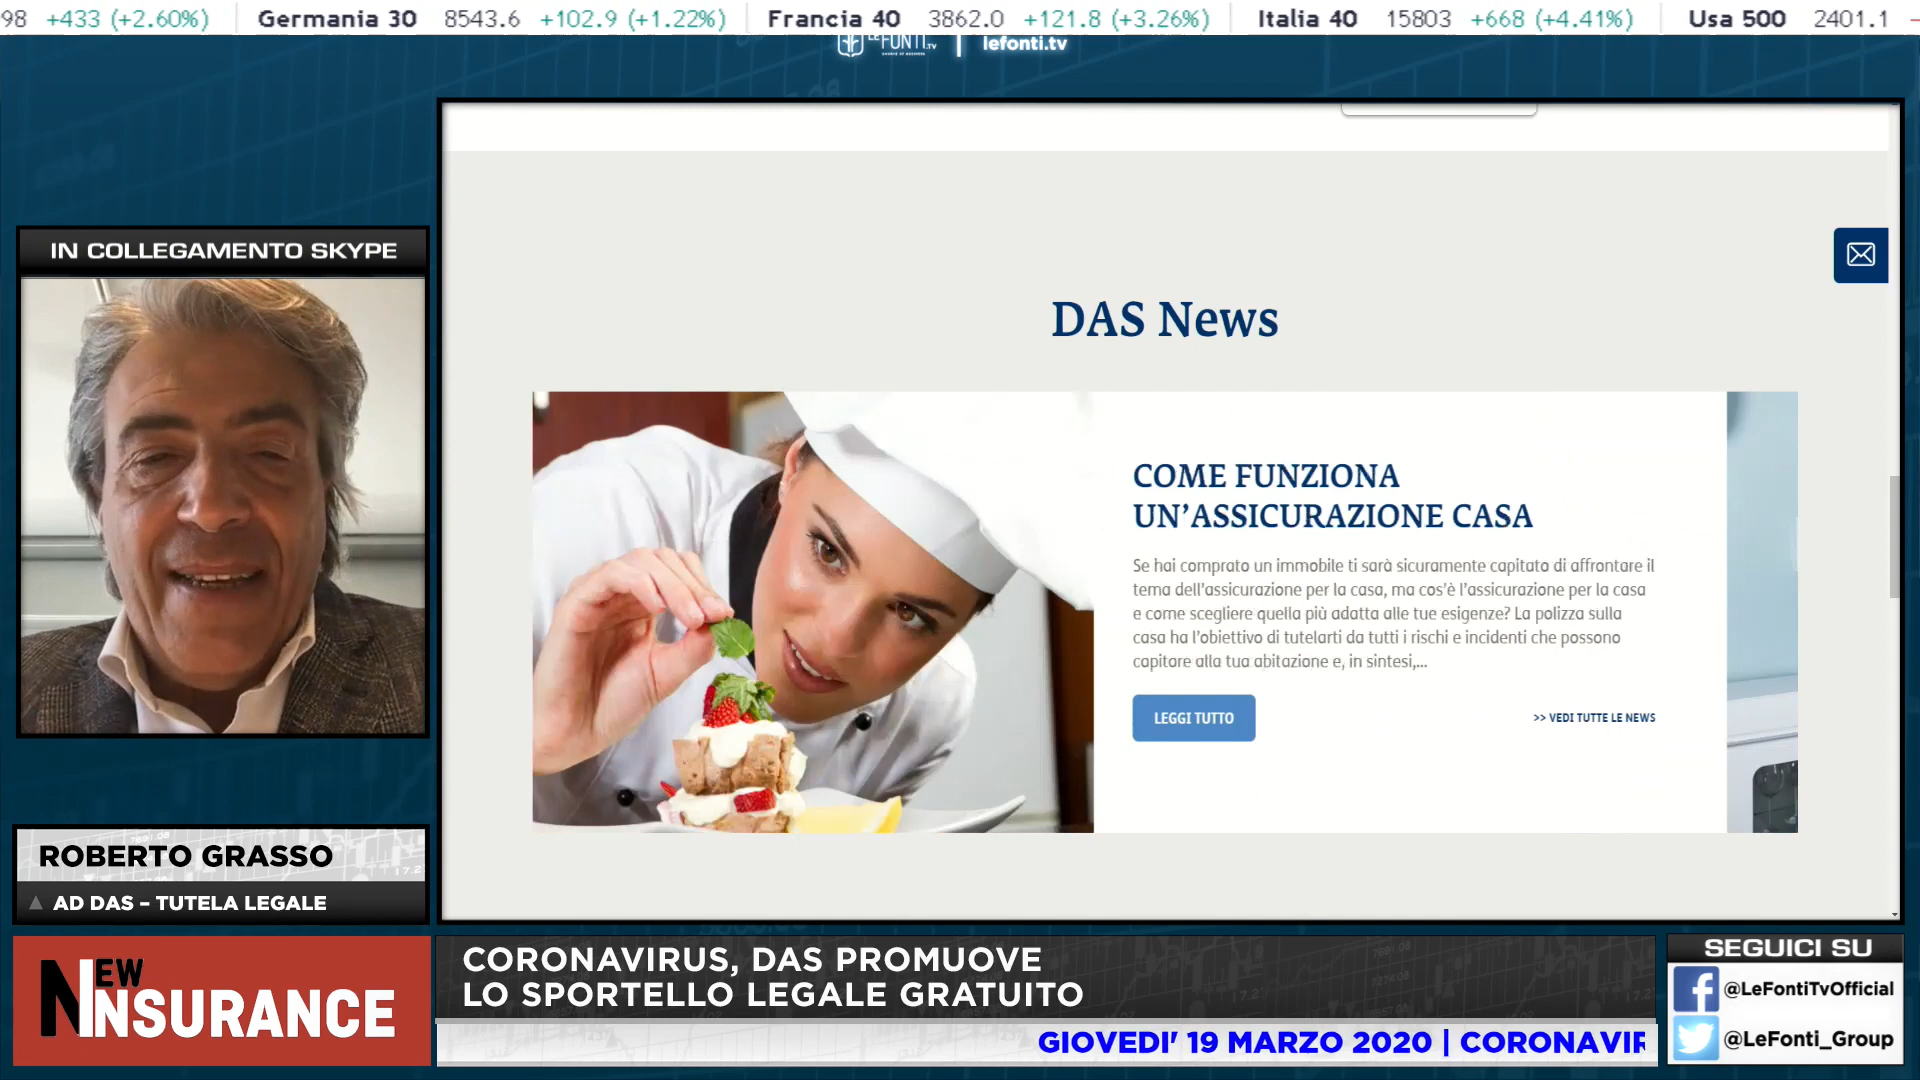 98 +433 (+2.60%) Germania 30 8543.6 +102.9 (+1.22%) Francia 40 3862.0 +121.8 (+3.26%) Italia 40 15803 +668 (+4.41%) Usa 500 2401.1
LE FONTI.TV | lefonti.tv
IN COLLEGAMENTO SKYPE
DAS News
COME FUNZIONA
UN'ASSICURAZIONE CASA
Se hai comprato un immobile ti sarà sicuramente capitato di affrontare il
tema dell'assicurazione per la casa, ma cos'è l'assicurazione per la casa
e come scegliere quella più adatta alle tue esigenze? La polizza sulla
casa ha l'obiettivo di tutelarti da tutti i rischi e incidenti che possono
capitare alla tua abitazione e, in sintesi,...
LEGGI TUTTO
>> VEDI TUTTE LE NEWS
ROBERTO GRASSO
AD DAS – TUTELA LEGALE
NEW INSURANCE
CORONAVIRUS, DAS PROMUOVE
LO SPORTELLO LEGALE GRATUITO
GIOVEDI' 19 MARZO 2020 | CORONAVIR
SEGUICI SU
@LeFontiTvOfficial
@LeFonti_Group